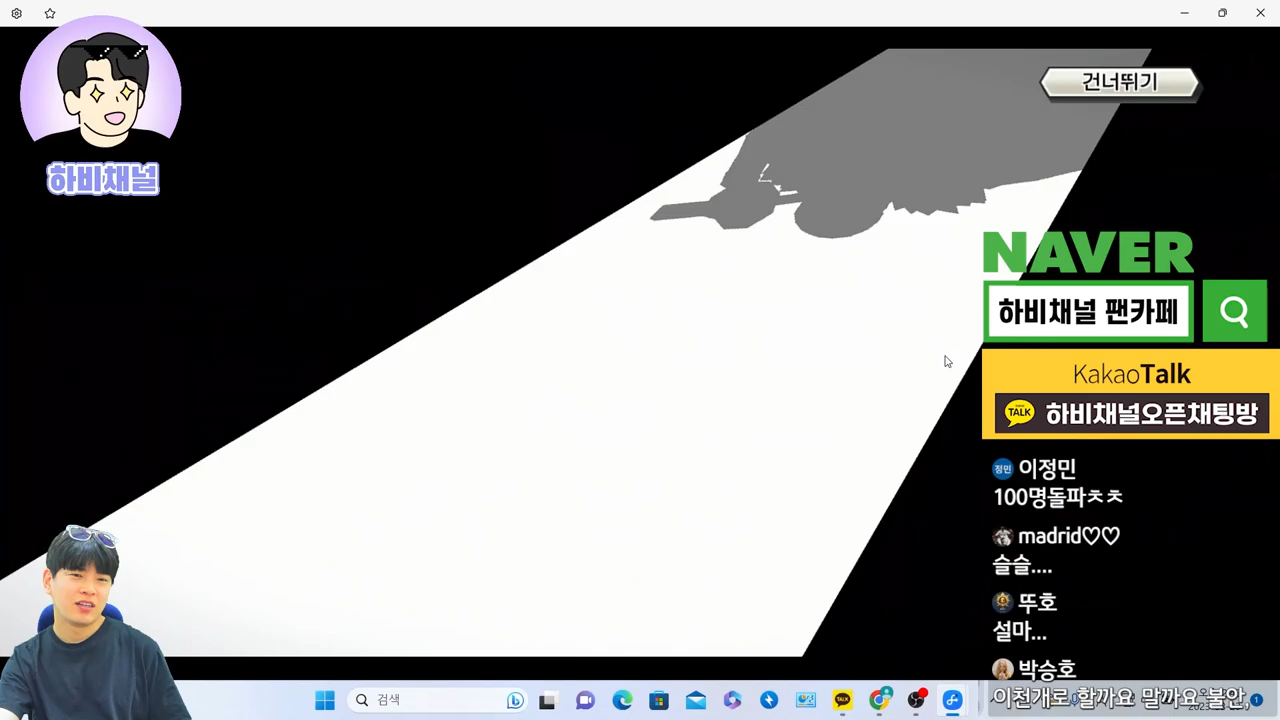 하비채널
건너뛰기
NAVER
하비채널 팬카페
KakaoTalk
TALK 하비채널오픈채팅방
정민 이정민
100명돌파ㅊㅊ
madrid♡♡
슬슬....
뚜호
설마...
박승호
이천개로 할까요 말까요 불안,
검색
TALK